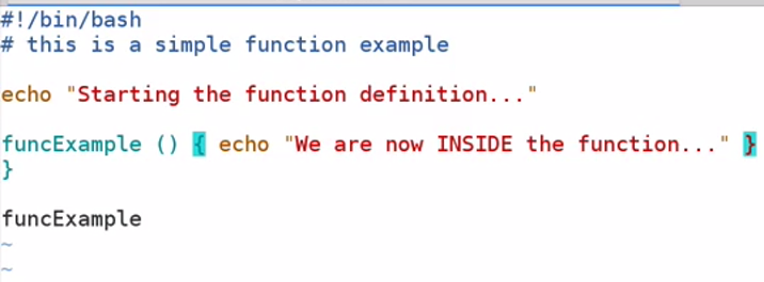 #!/bin/bash
# this is a simple function example
echo "Starting the function definition..."
funcExample () { echo "We are now INSIDE the function..." }
}
funcExample
~
~